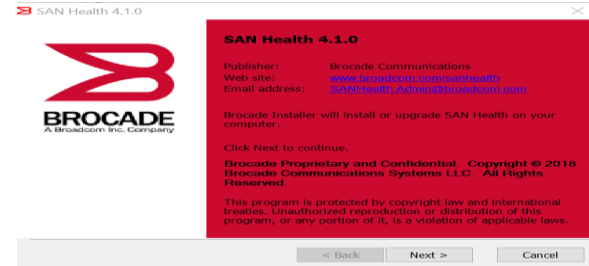 SAN Health 4.1.0
SAN Health 4.1.0
Publisher: Brocade Communications
Web site: www.broadcom.com/sanhealth
Email address: SANHealth.Admin@broadcom.com
BROCADE
A Broadcom Inc. Company
Brocade Installer will install or upgrade SAN Health on your
computer.
Click Next to continue.
Brocade Proprietary and Confidential. Copyright © 2018
Brocade Communications Systems LLC. All Rights
Reserved.
This program is protected by copyright law and international
treaties. Unauthorized reproduction or distribution of this
program, or any portion of it, is a violation of applicable laws.
< Back Next > Cancel